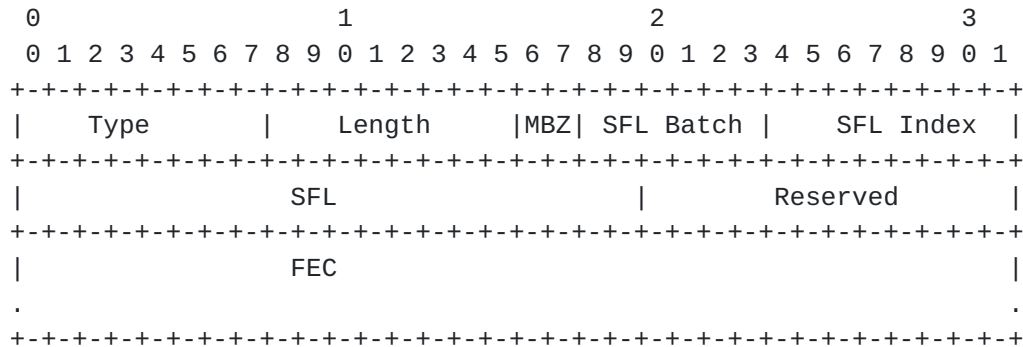 0                   1                   2                   3
 0 1 2 3 4 5 6 7 8 9 0 1 2 3 4 5 6 7 8 9 0 1 2 3 4 5 6 7 8 9 0 1
+-+-+-+-+-+-+-+-+-+-+-+-+-+-+-+-+-+-+-+-+-+-+-+-+-+-+-+-+-+-+-+-+
|    Type       |    Length     |MBZ| SFL Batch |    SFL Index  |
+-+-+-+-+-+-+-+-+-+-+-+-+-+-+-+-+-+-+-+-+-+-+-+-+-+-+-+-+-+-+-+-+
|                 SFL                   |        Reserved       |
+-+-+-+-+-+-+-+-+-+-+-+-+-+-+-+-+-+-+-+-+-+-+-+-+-+-+-+-+-+-+-+-+
|                 FEC                                           |
.                                                               .
+-+-+-+-+-+-+-+-+-+-+-+-+-+-+-+-+-+-+-+-+-+-+-+-+-+-+-+-+-+-+-+-+